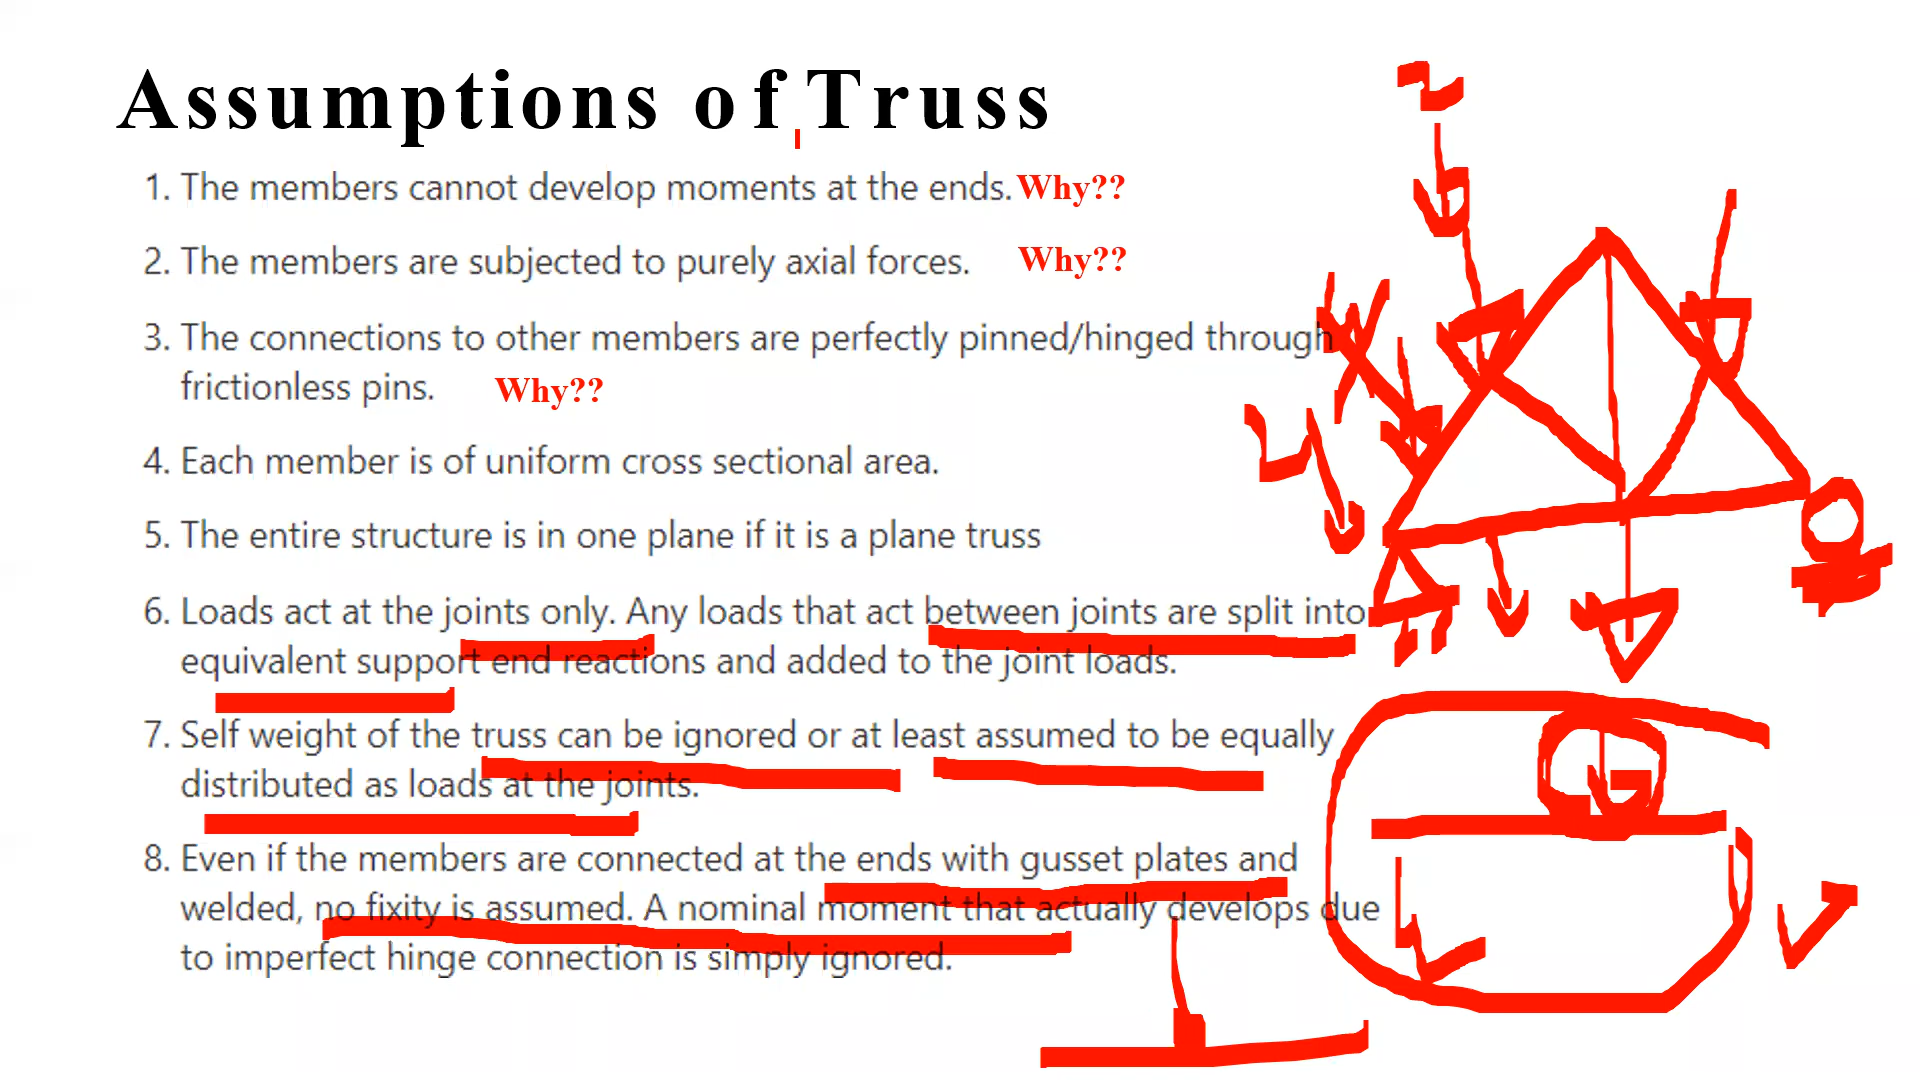 Assumptions of Truss
1. The members cannot develop moments at the ends. Why??
2. The members are subjected to purely axial forces. Why??
3. The connections to other members are perfectly pinned/hinged through
frictionless pins. Why??
4. Each member is of uniform cross sectional area.
5. The entire structure is in one plane if it is a plane truss
6. Loads act at the joints only. Any loads that act between joints are split into
equivalent support end reactions and added to the joint loads.
7. Self weight of the truss can be ignored or at least assumed to be equally
distributed as loads at the joints.
8. Even if the members are connected at the ends with gusset plates and
welded, no fixity is assumed. A nominal moment that actually develops due
to imperfect hinge connection is simply ignored.